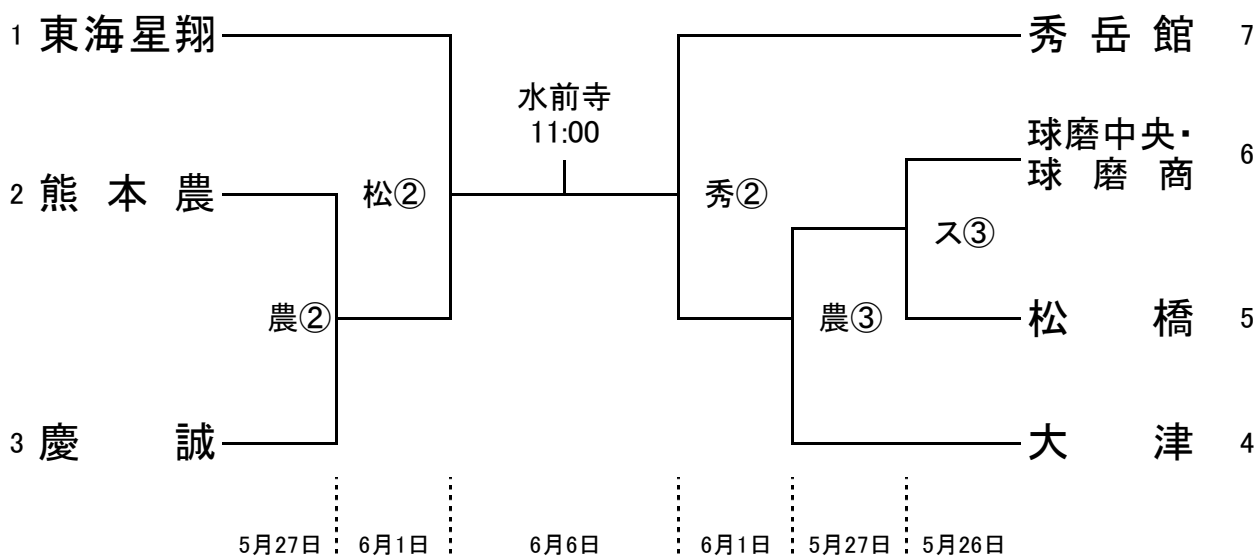 1 東海星翔
秀岳館 7
水前寺
11:00
球磨中央・
球磨商 6
2 熊本農
松②
秀②
ス③
農②
農③
松橋 5
3 慶誠
大津 4
5月27日 6月1日 6月6日 6月1日 5月27日 5月26日